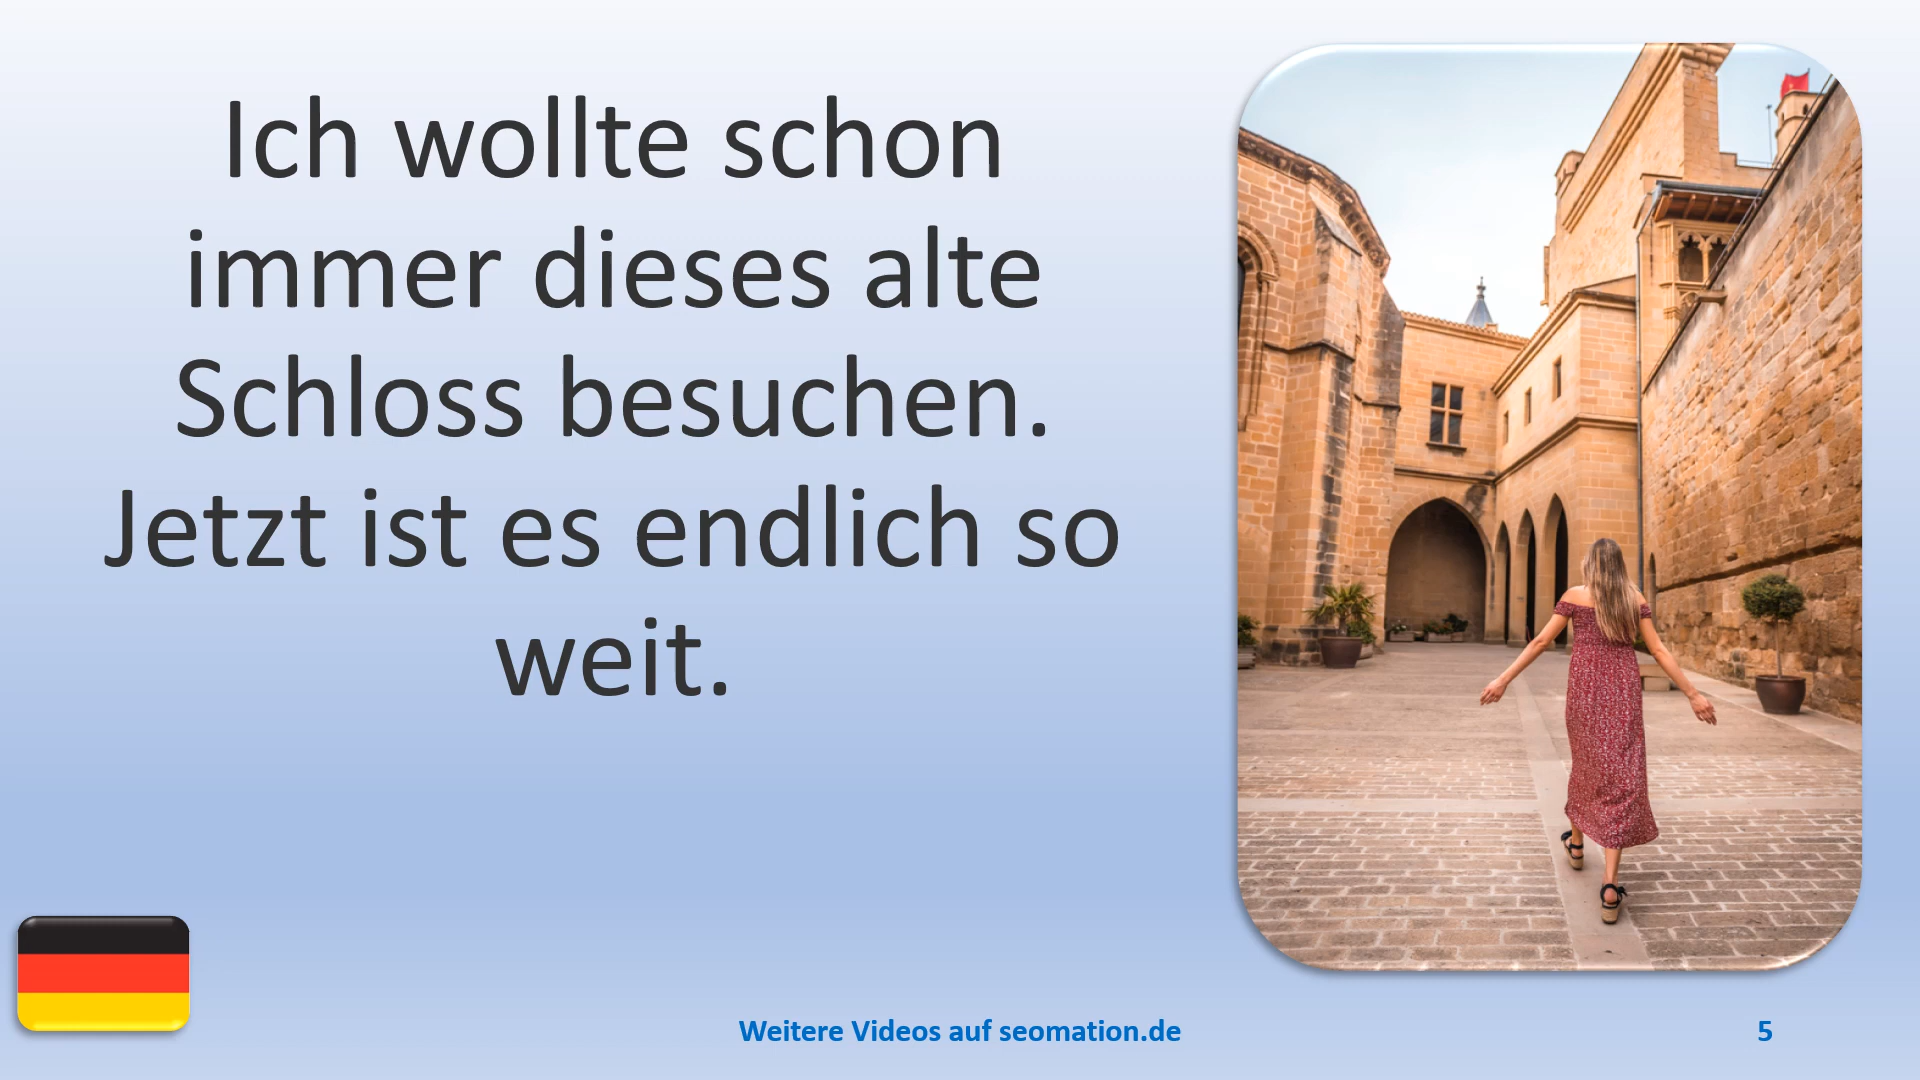 Ich wollte schon
immer dieses alte
Schloss besuchen.
Jetzt ist es endlich so
weit.
Weitere Videos auf seomation.de
5